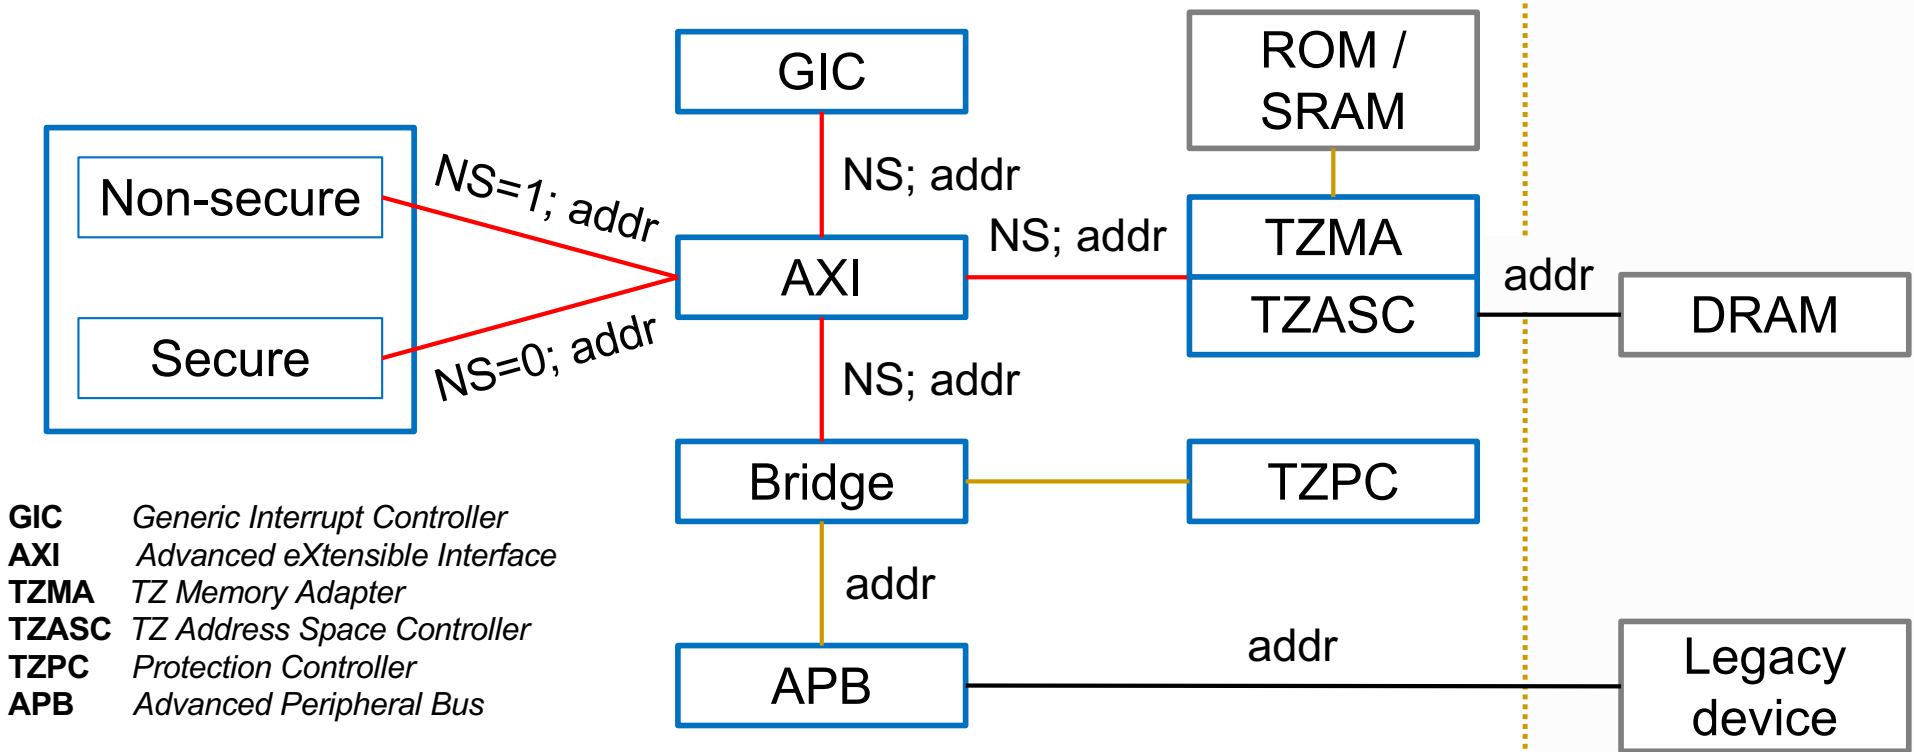 GIC
ROM /
SRAM
Non-secure
NS=1; addr
NS; addr
NS; addr
TZMA
AXI
addr
TZASC
DRAM
Secure
NS=0; addr
NS; addr
Bridge
TZPC
GIC Generic Interrupt Controller
AXI Advanced eXtensible Interface
TZMA TZ Memory Adapter
TZASC TZ Address Space Controller
TZPC Protection Controller
APB Advanced Peripheral Bus
addr
APB
addr
Legacy
device